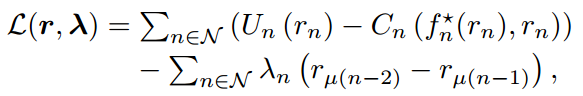 ℒ(𝒓, 𝝀) = ∑_{n∈𝒩} (U_n (r_n) − C_n (f_n^⋆(r_n), r_n))
− ∑_{n∈𝒩} λ_n (r_{μ(n−2)} − r_{μ(n−1)}) ,